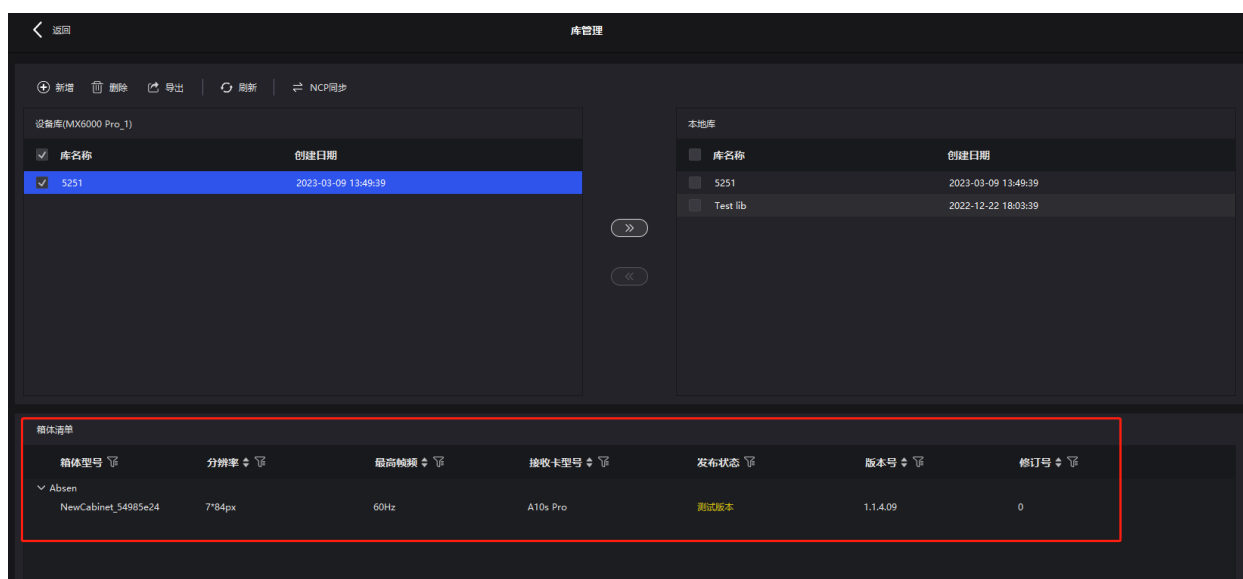 返回 库管理
新增 删除 导出 刷新 NCP同步
设备库(MX6000 Pro_1) 本地库
库名称 创建日期 库名称 创建日期
5251 2023-03-09 13:49:39 5251 2023-03-09 13:49:39
Test lib 2022-12-22 18:03:39
箱体清单
箱体型号 分辨率 最高帧频 接收卡型号 发布状态 版本号 修订号
Absen
NewCabinet_54985e24 7*84px 60Hz A10s Pro 测试版本 1.1.4.09 0